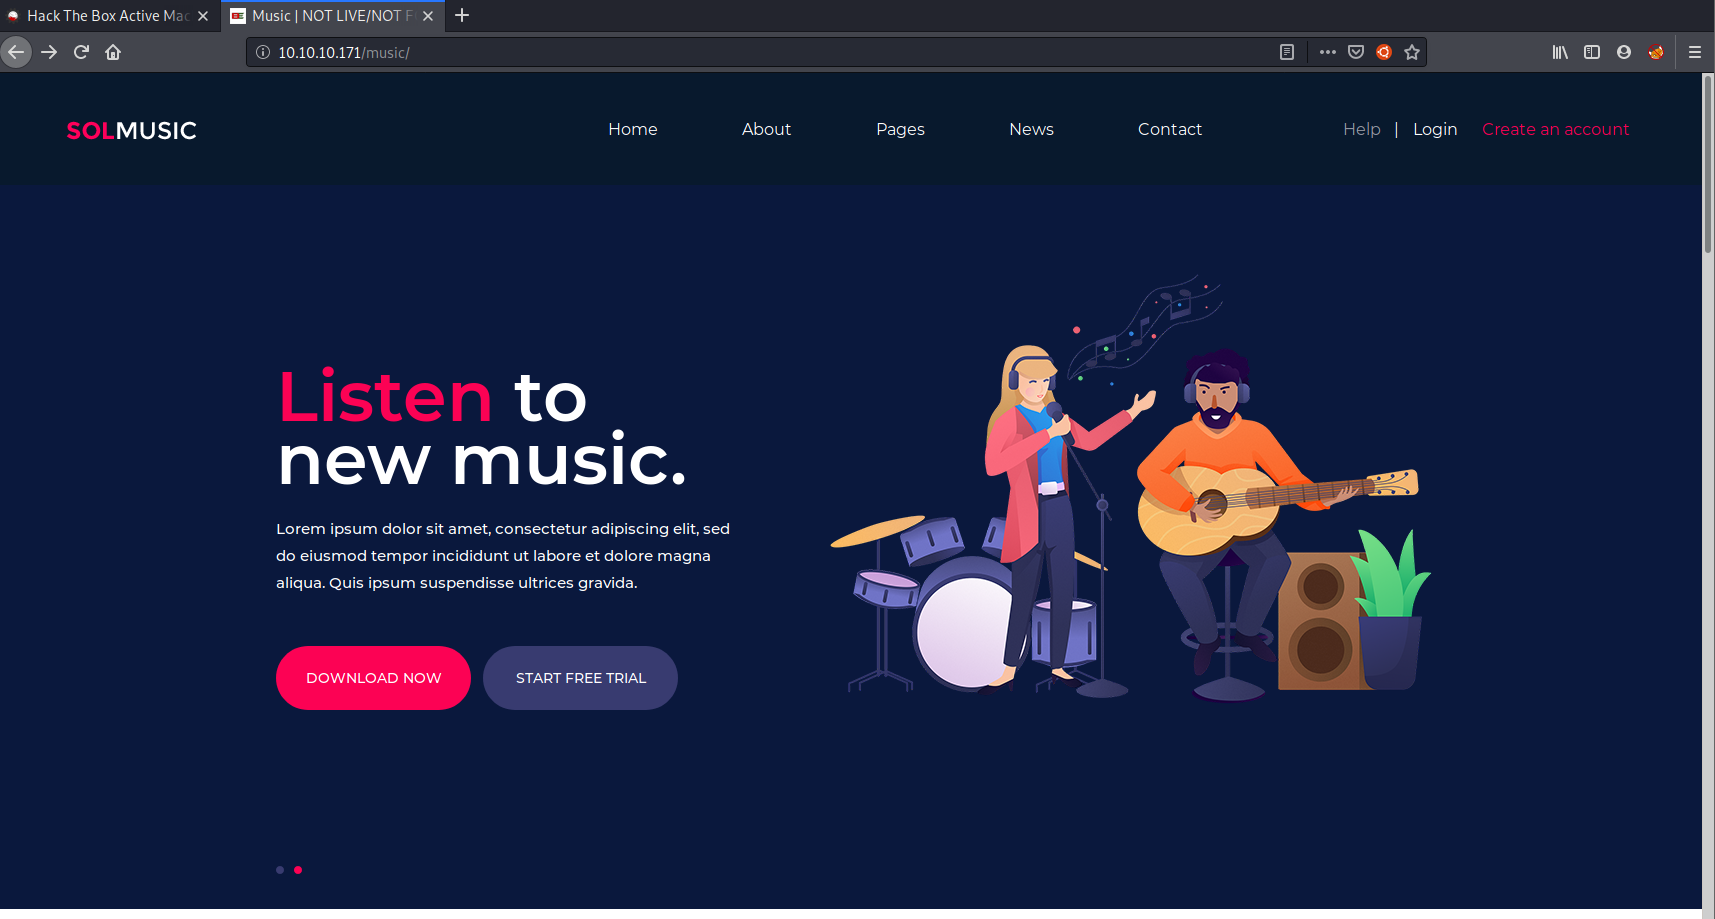 Hack The Box Active Mac
Music | NOT LIVE/NOT F
10.10.10.171/music/
SOLMUSIC
Home About Pages News Contact Help | Login Create an account
Listen to
new music.
Lorem ipsum dolor sit amet, consectetur adipiscing elit, sed
do eiusmod tempor incididunt ut labore et dolore magna
aliqua. Quis ipsum suspendisse ultrices gravida.
DOWNLOAD NOW START FREE TRIAL